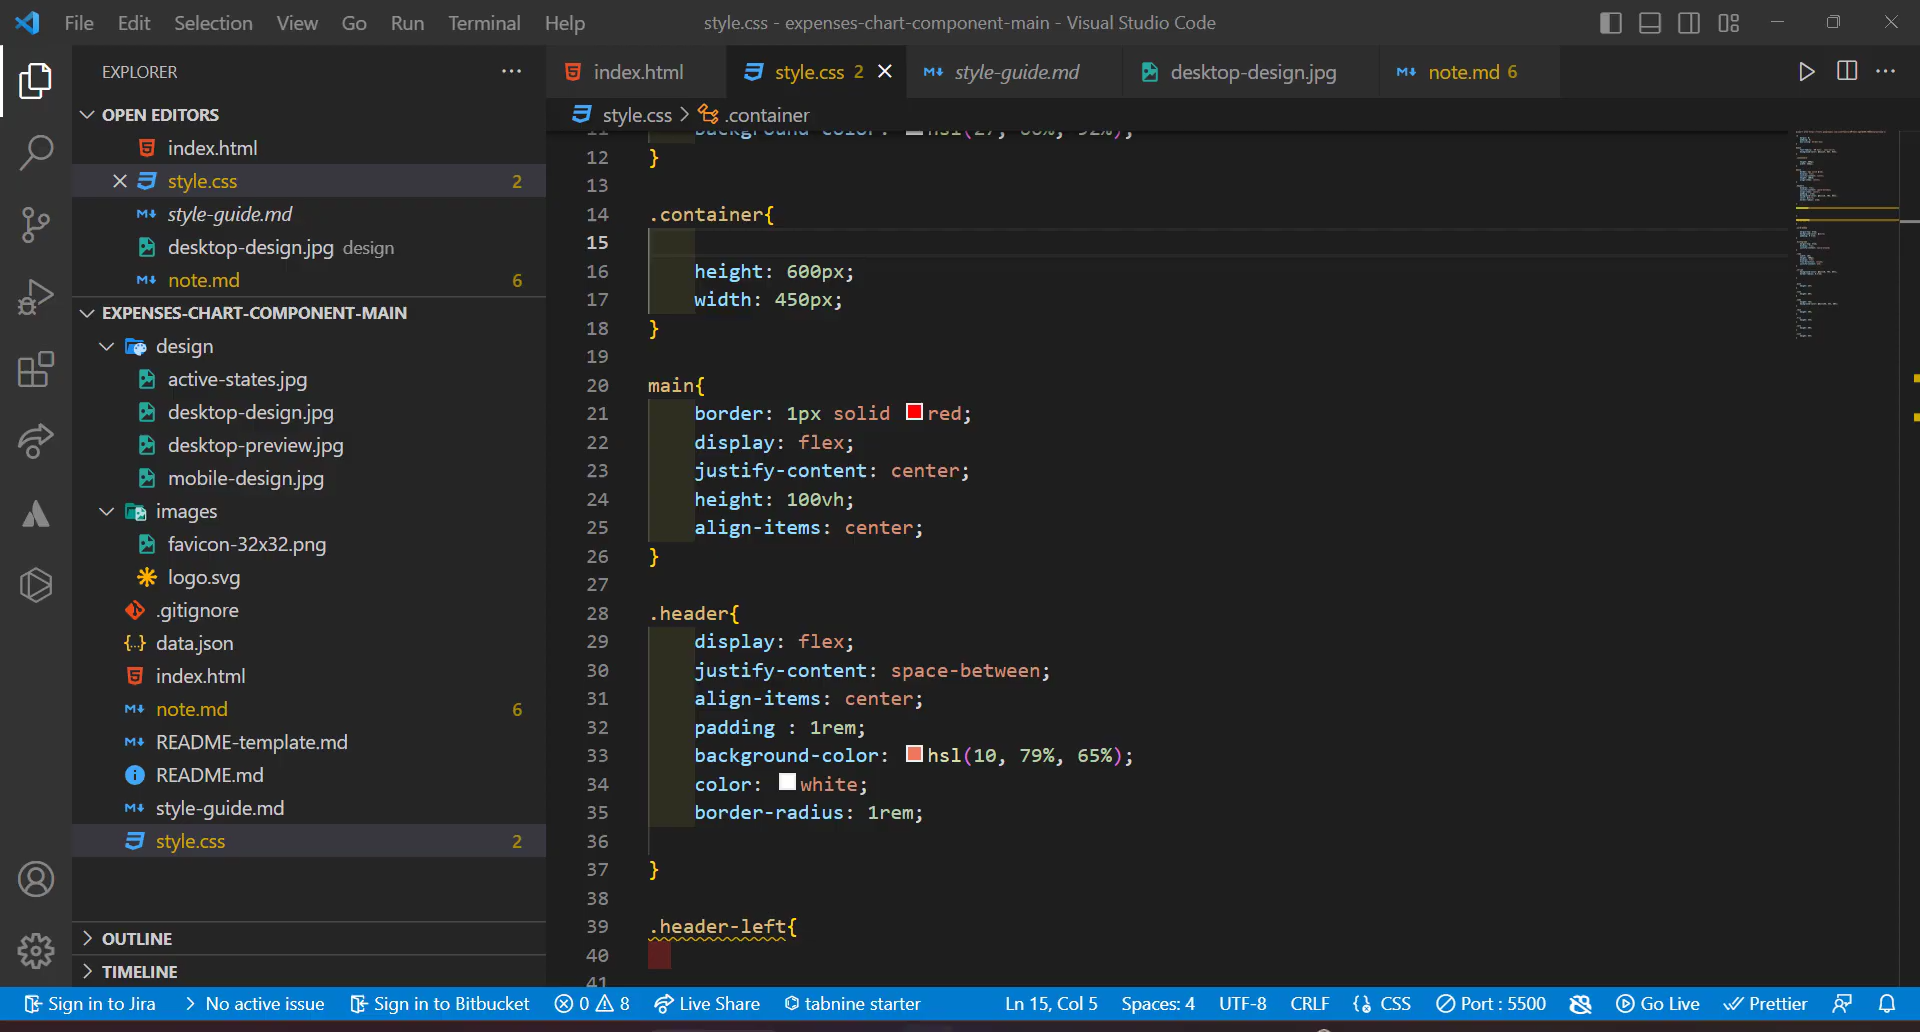 File Edit Selection View Go Run Terminal Help
style.css - expenses-chart-component-main - Visual Studio Code
EXPLORER
OPEN EDITORS
index.html
style.css 2
style-guide.md
desktop-design.jpg design
note.md 6
EXPENSES-CHART-COMPONENT-MAIN
design
active-states.jpg
desktop-design.jpg
desktop-preview.jpg
mobile-design.jpg
images
favicon-32x32.png
logo.svg
.gitignore
data.json
index.html
note.md 6
README-template.md
README.md
style-guide.md
style.css 2
OUTLINE
TIMELINE
index.html style.css 2 style-guide.md desktop-design.jpg note.md 6
style.css > .container
11 background-color: hsl(27, 66%, 92%);
12 }
13
14 .container{
15
16 height: 600px;
17 width: 450px;
18 }
19
20 main{
21 border: 1px solid red;
22 display: flex;
23 justify-content: center;
24 height: 100vh;
25 align-items: center;
26 }
27
28 .header{
29 display: flex;
30 justify-content: space-between;
31 align-items: center;
32 padding : 1rem;
33 background-color: hsl(10, 79%, 65%);
34 color: white;
35 border-radius: 1rem;
36
37 }
38
39 .header-left{
40
41
Sign in to Jira No active issue Sign in to Bitbucket 0 8 Live Share tabnine starter Ln 15, Col 5 Spaces: 4 UTF-8 CRLF CSS Port : 5500 Go Live Prettier